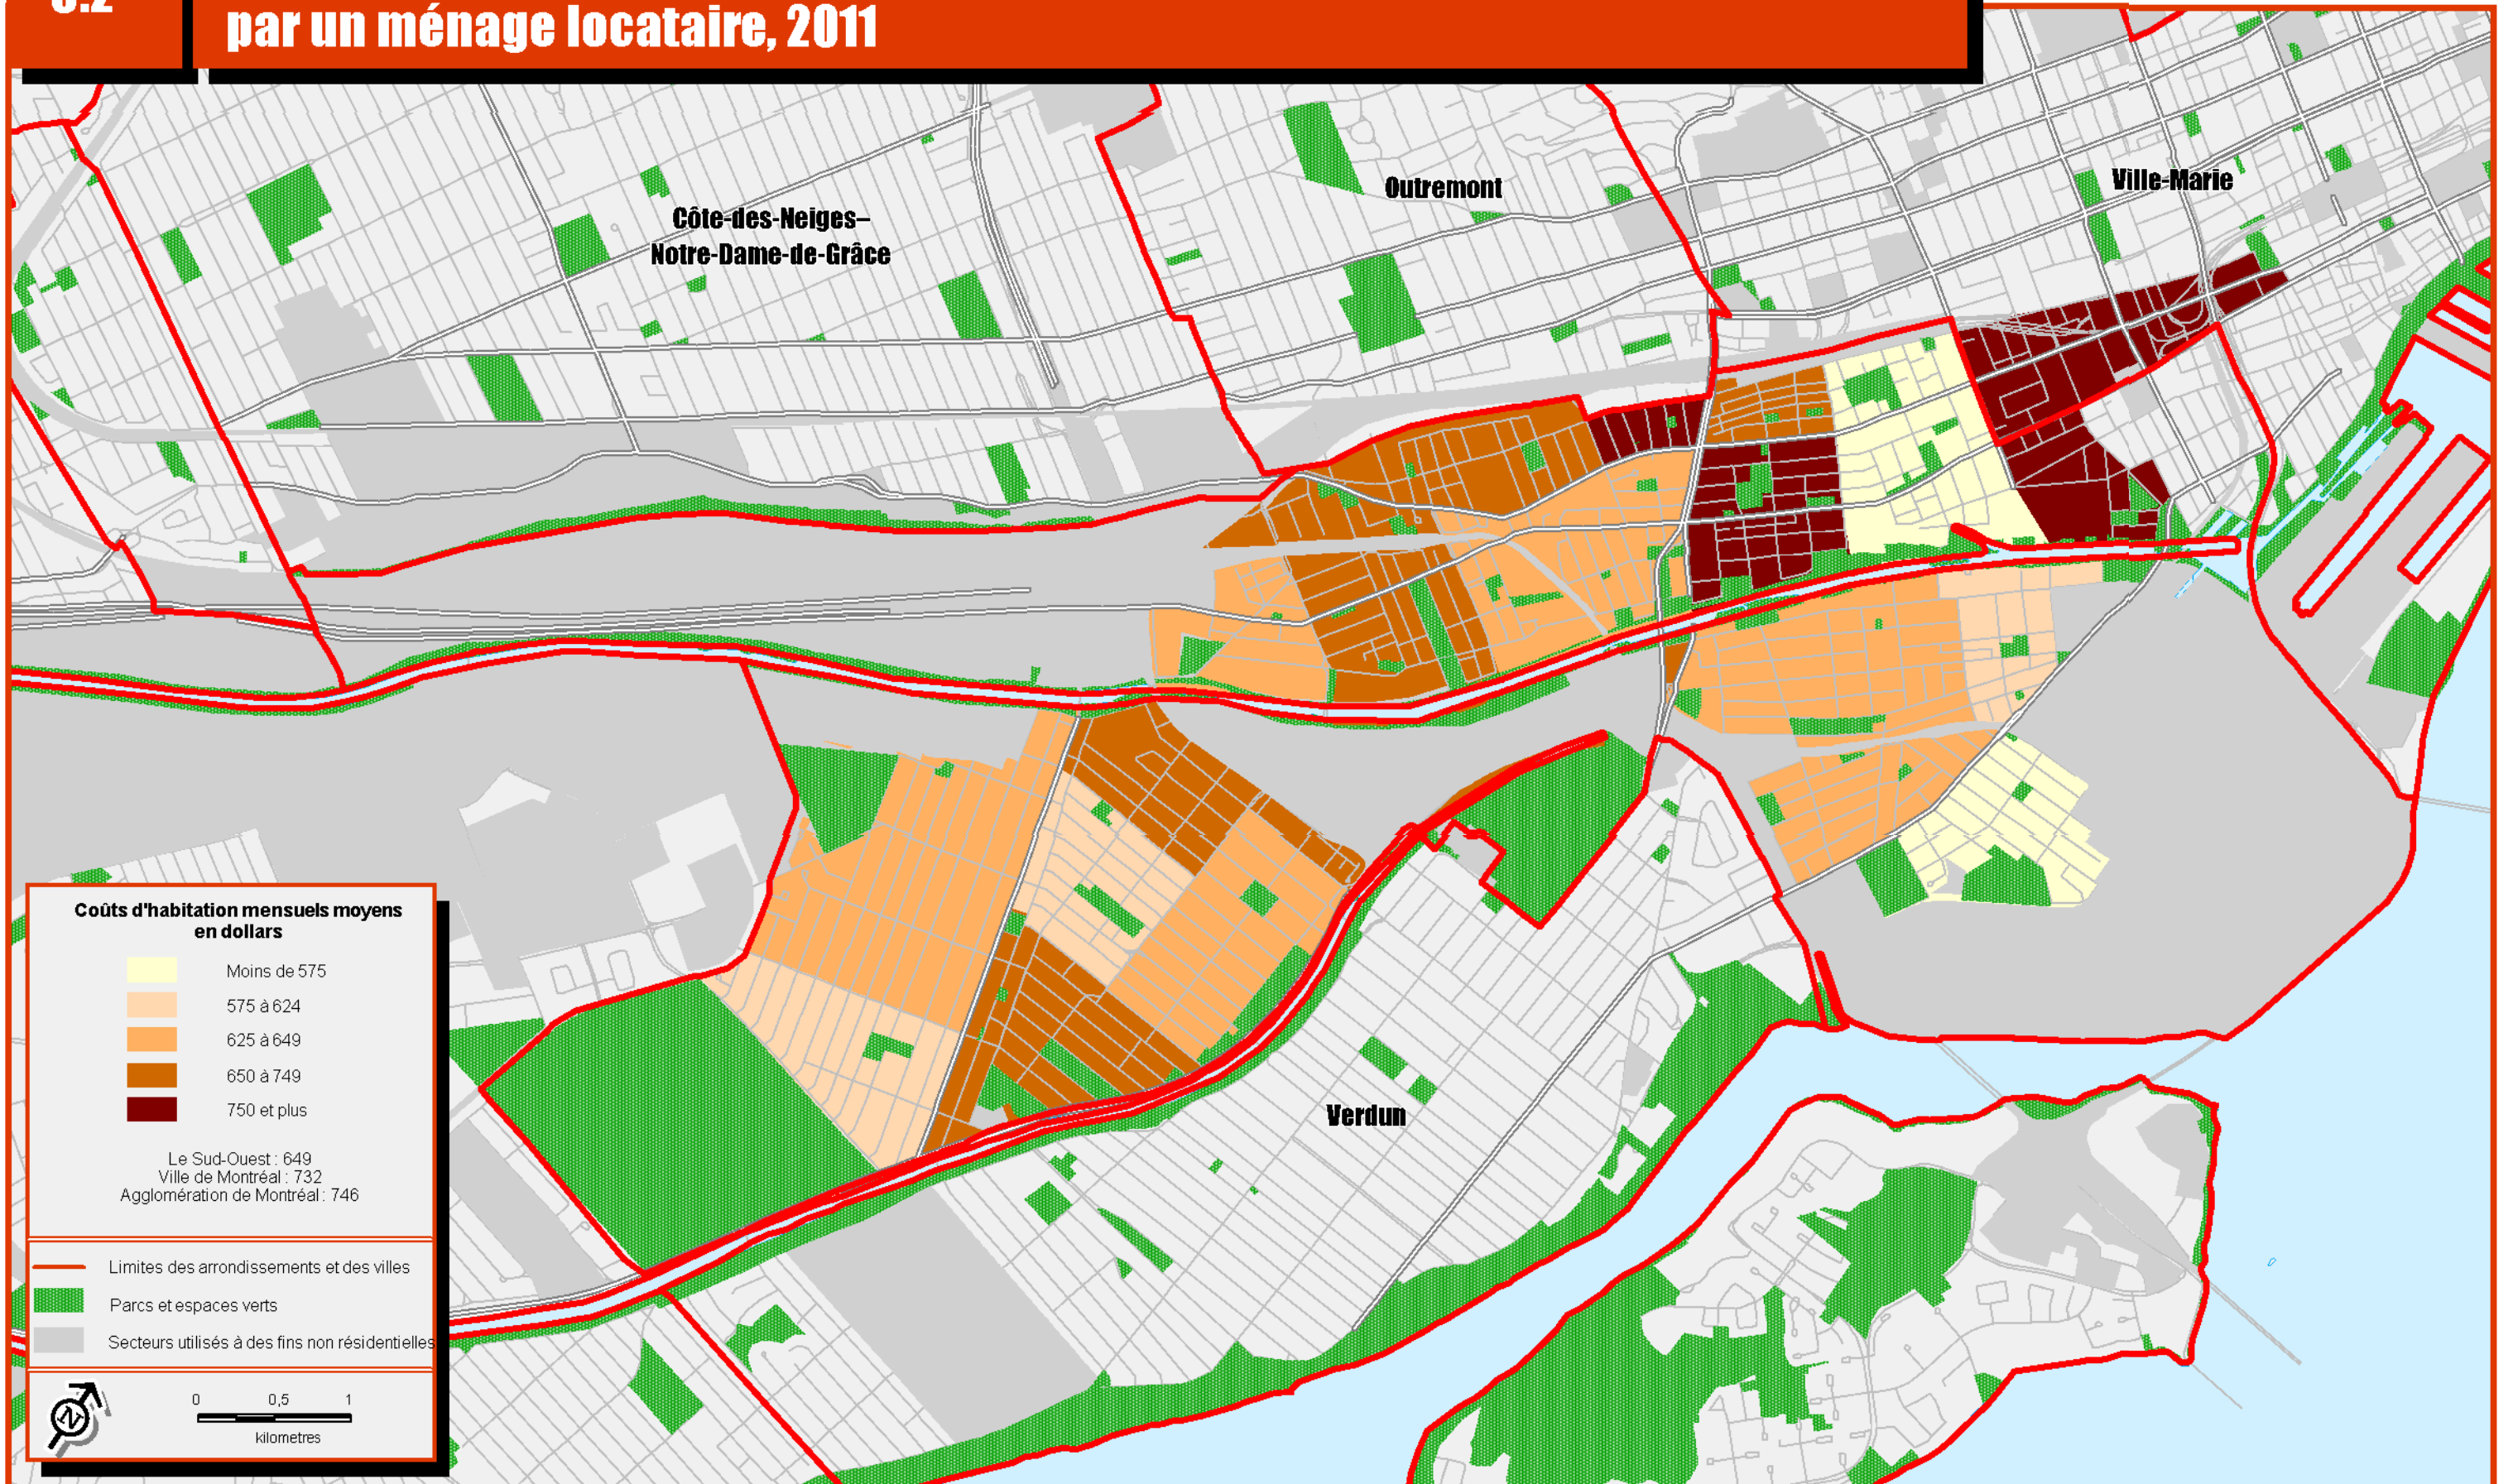 par un ménage locataire, 2011
Côte-des-Neiges–
Notre-Dame-de-Grâce
Outremont
Ville-Marie
Verdun
Coûts d'habitation mensuels moyens
en dollars
Moins de 575
575 à 624
625 à 649
650 à 749
750 et plus
Le Sud-Ouest : 649
Ville de Montréal : 732
Agglomération de Montréal : 746
Limites des arrondissements et des villes
Parcs et espaces verts
Secteurs utilisés à des fins non résidentielles
N
0 0,5 1
kilometres